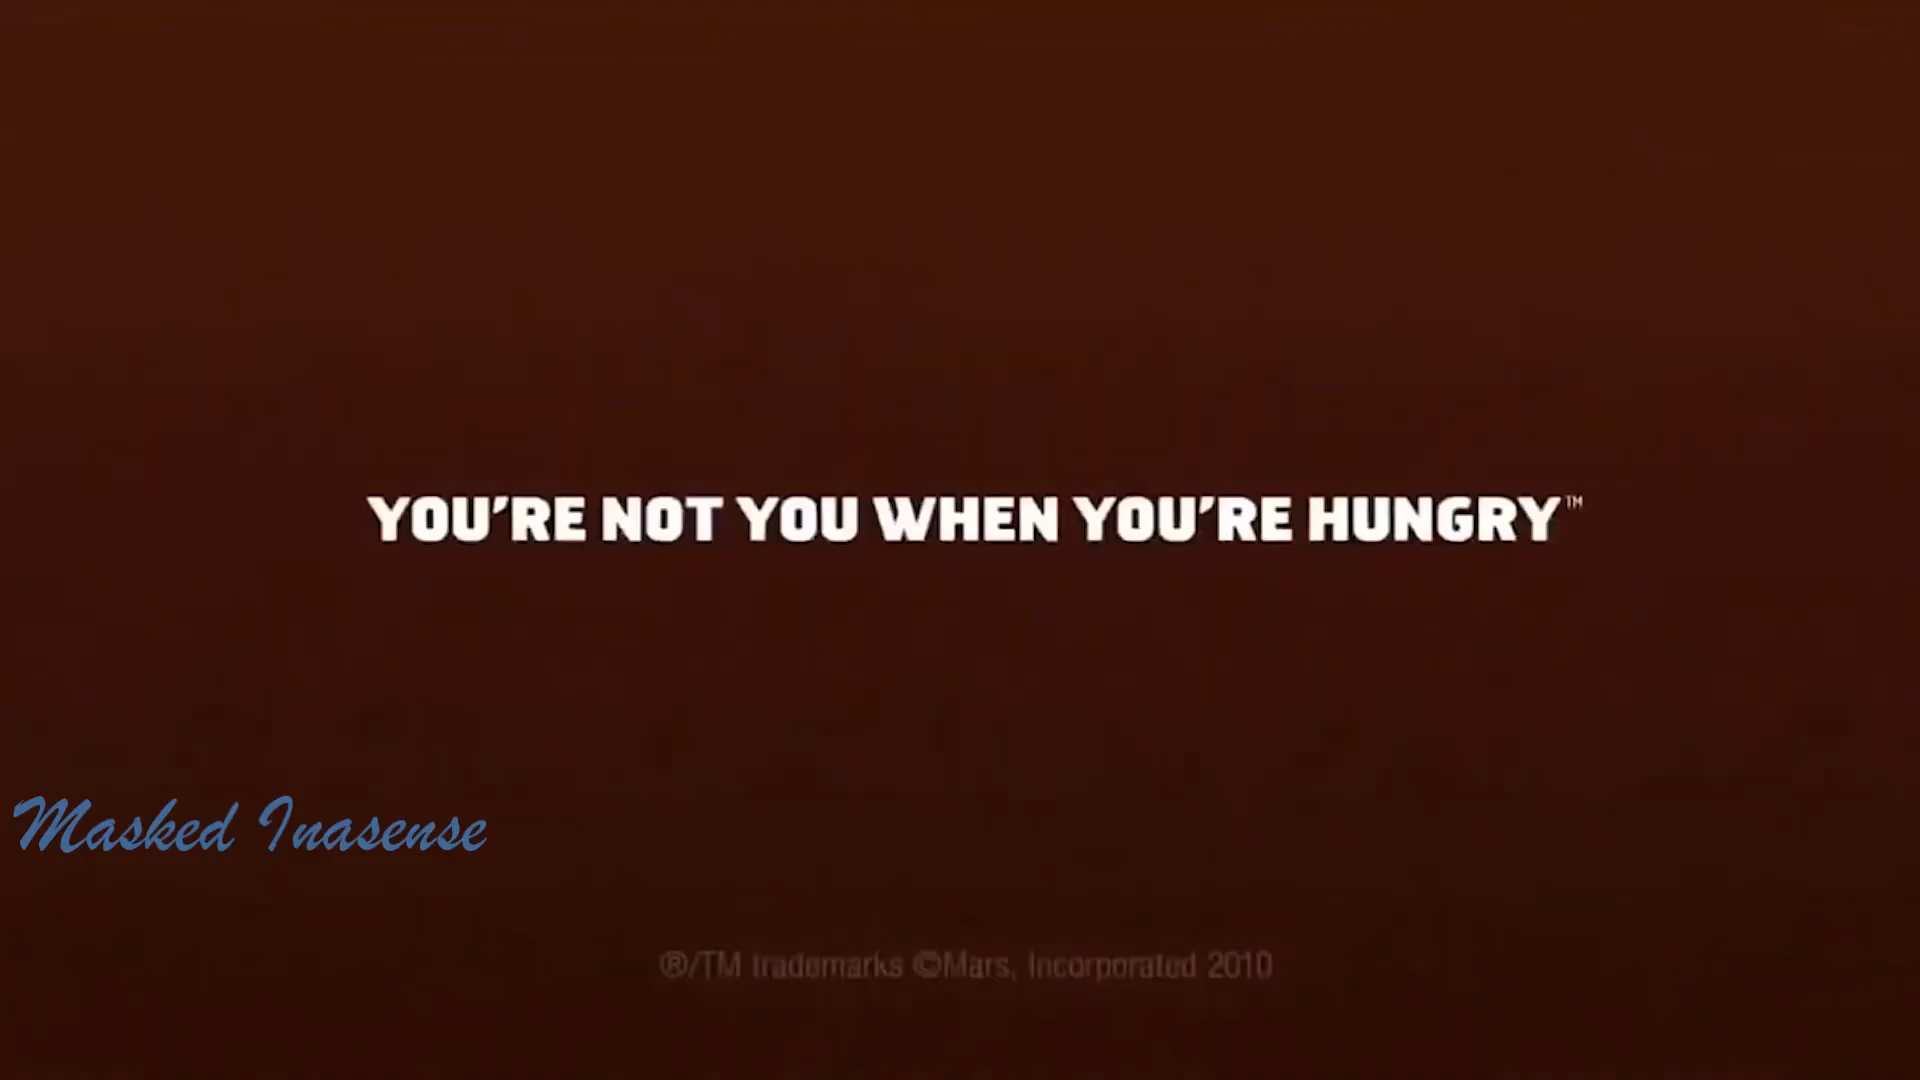 YOU'RE NOT YOU WHEN YOU'RE HUNGRY™
Masked Inasense
®/TM trademarks ©Mars, Incorporated 2010